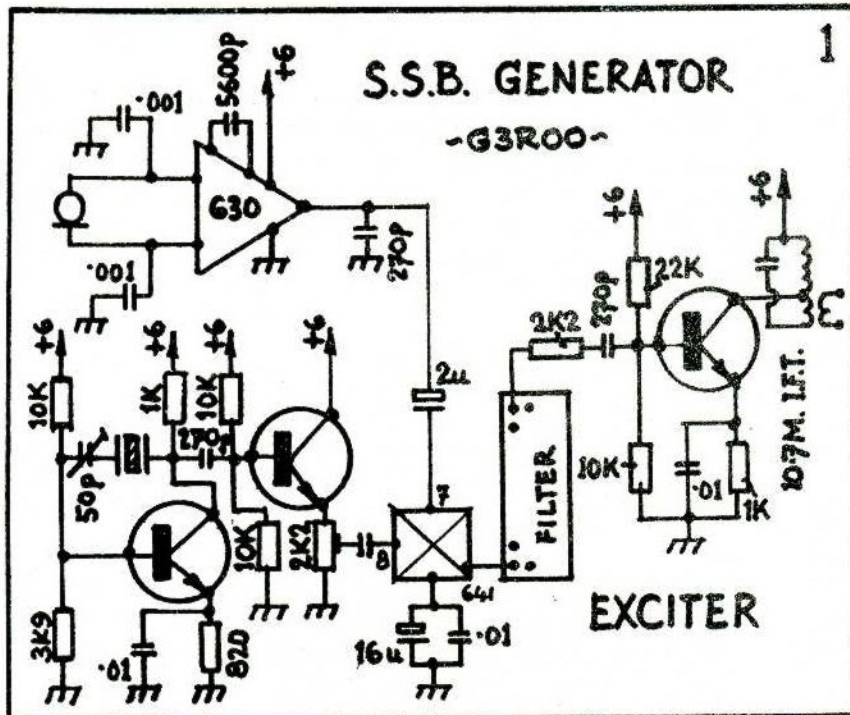 1
S.S.B. GENERATOR
~G3ROO~
·001
5600p
+6
630
·001
270p
+6
+6
22K
270p
2K2
+6
+6
+6
+6
10K
1K
10K
270p
50p
2µ
10·7M. I.F.T.
10K
·01
1K
FILTER
7
8
641
10K
2K2
3K9
·01
820
16u
·01
EXCITER